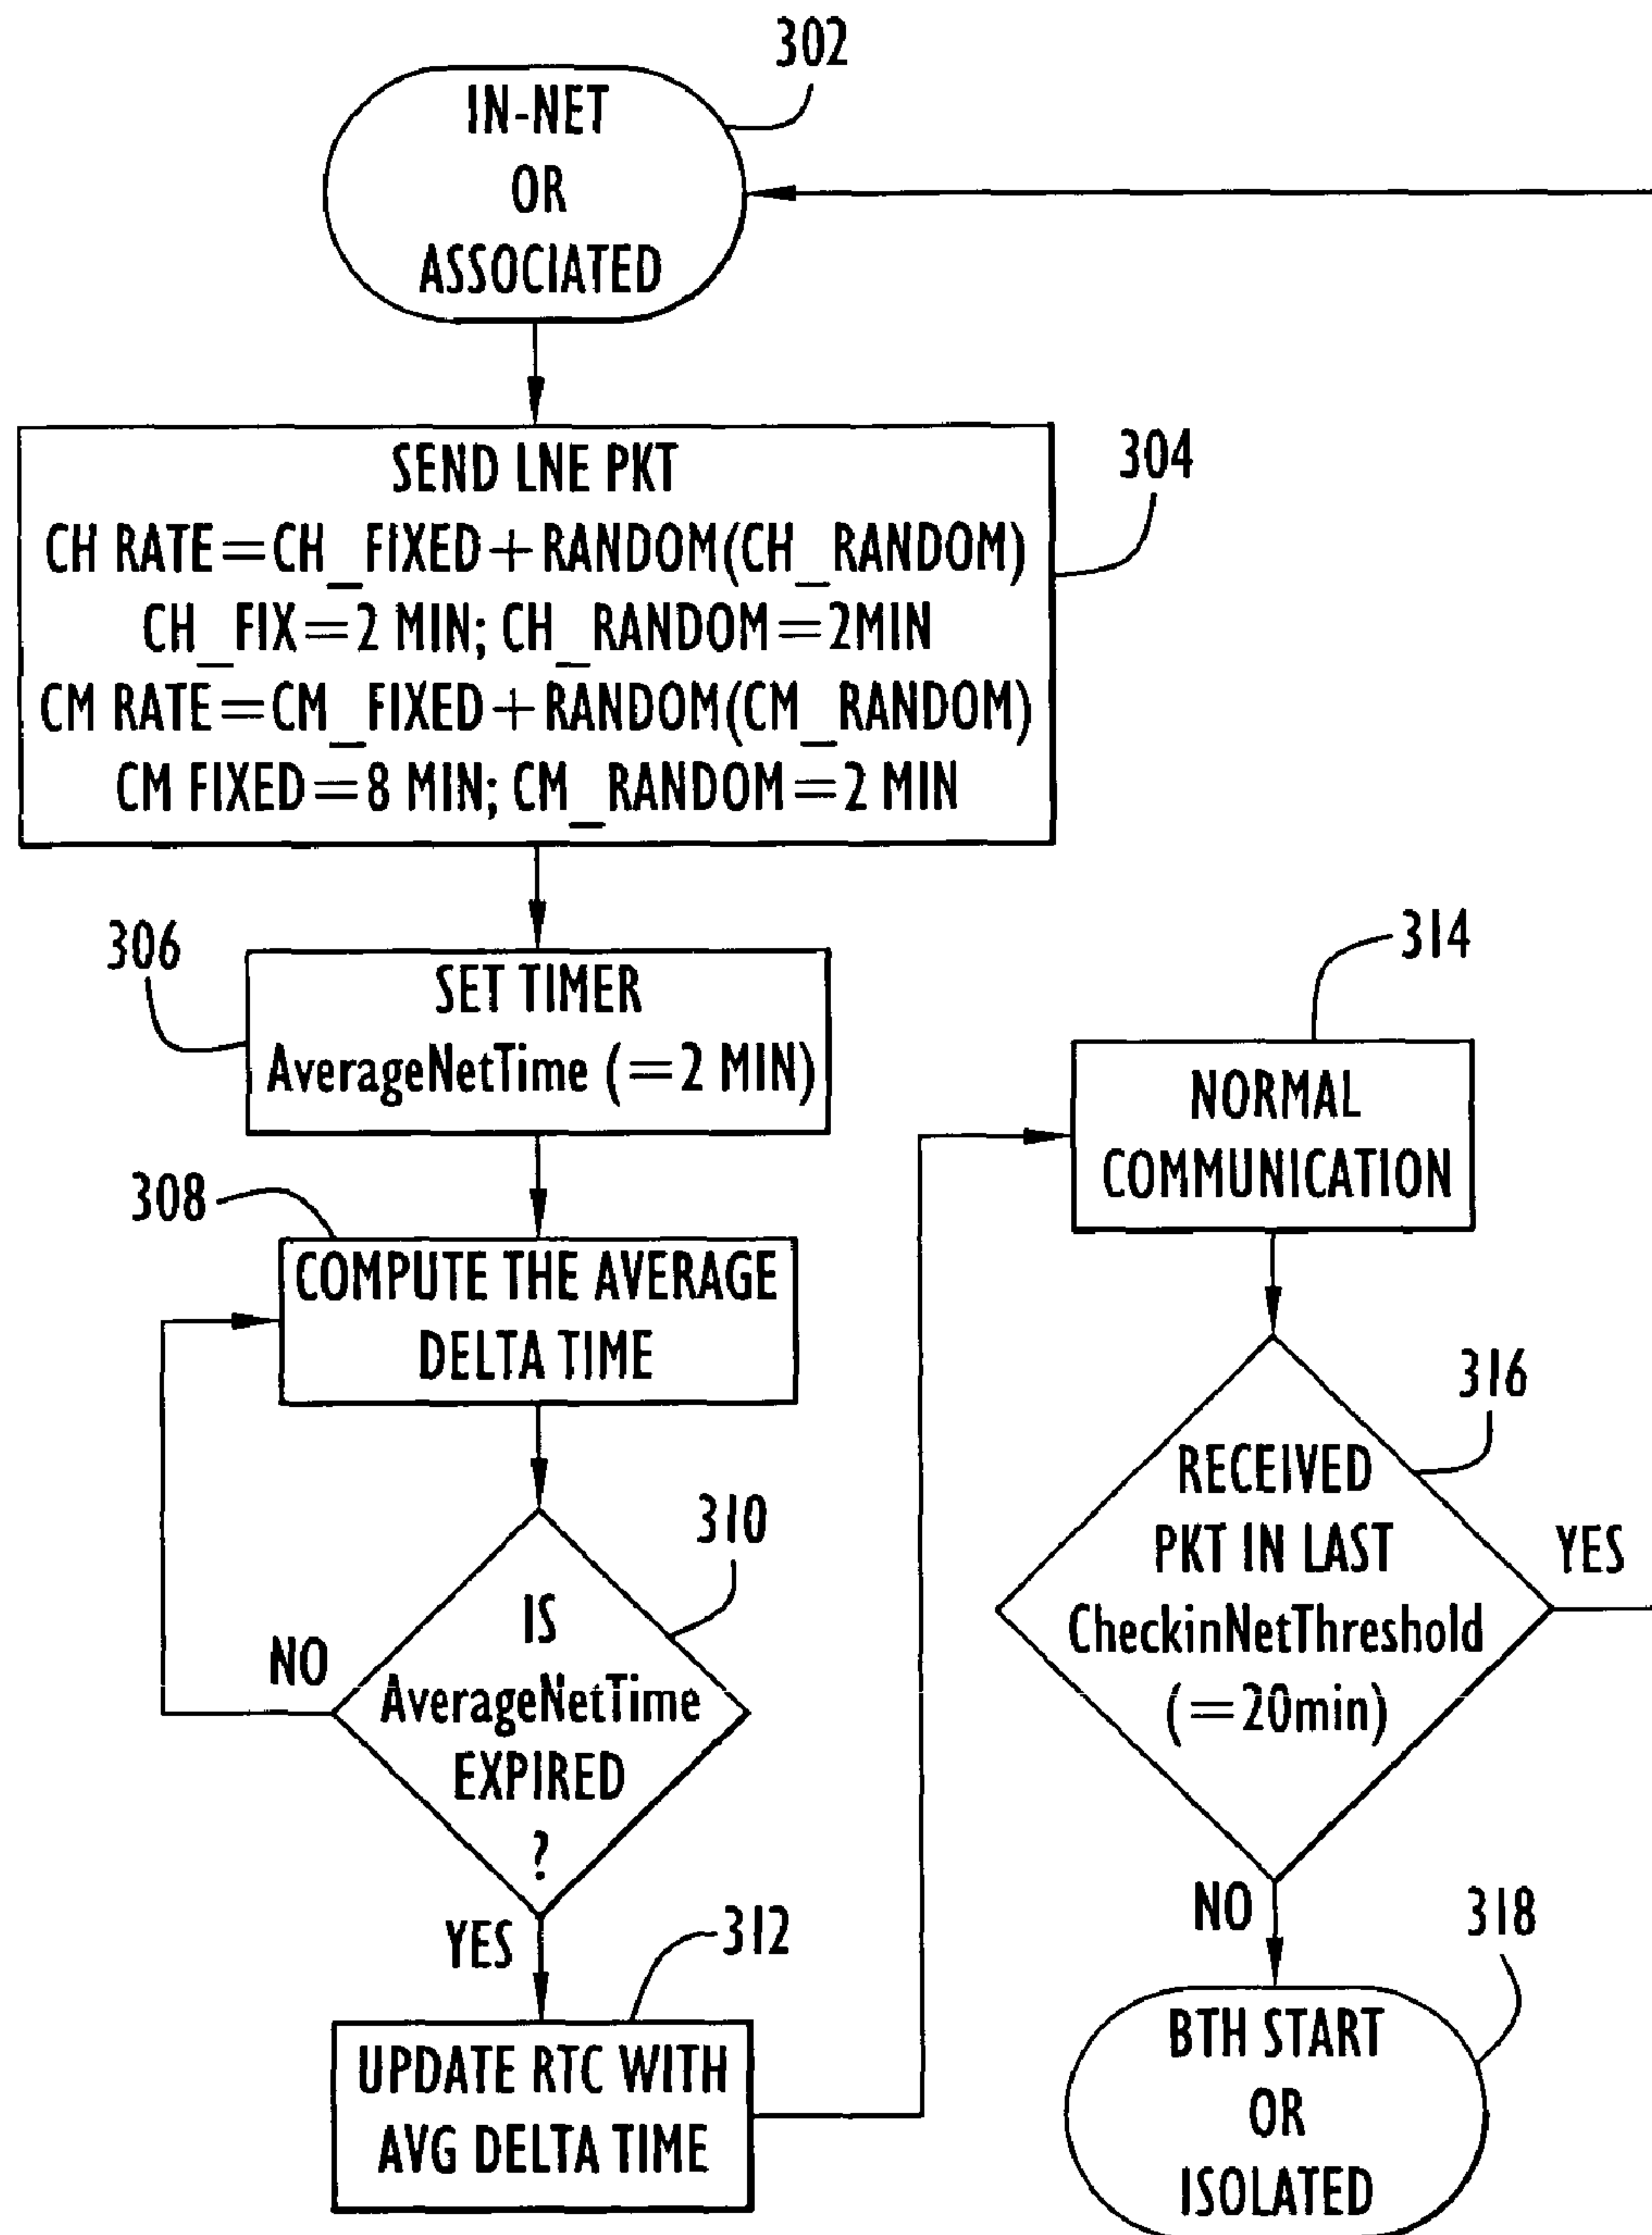 302
IN-NET
OR
ASSOCIATED
304
SEND LNE PKT
CH RATE=CH_FIXED+RANDOM(CH_RANDOM)
CH_FIX=2 MIN; CH_RANDOM=2MIN
CM RATE=CM_FIXED+RANDOM(CM_RANDOM)
CM FIXED=8 MIN; CM_RANDOM=2 MIN
306
SET TIMER
AverageNetTime (=2 MIN)
308
COMPUTE THE AVERAGE
DELTA TIME
310
IS
AverageNetTime
EXPIRED
?
NO
YES
312
UPDATE RTC WITH
AVG DELTA TIME
314
NORMAL
COMMUNICATION
316
RECEIVED
PKT IN LAST
CheckinNetThreshold
(=20min)
YES
NO
318
BTH START
OR
ISOLATED